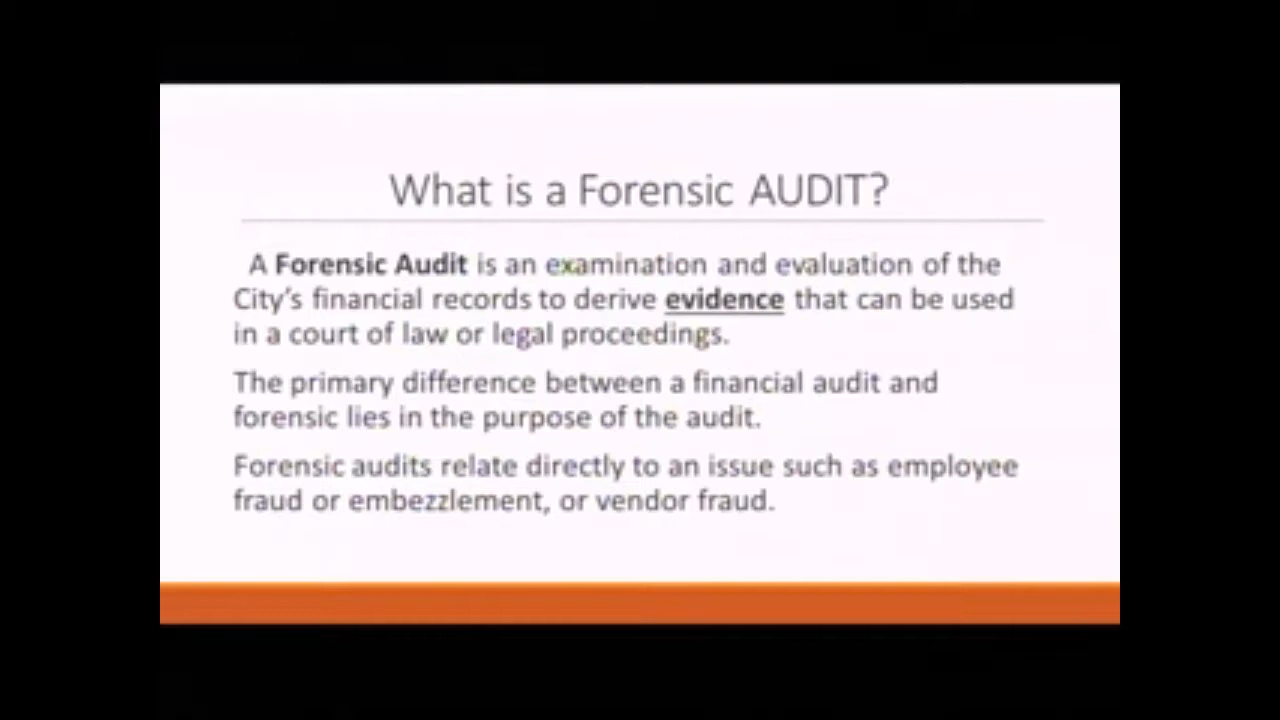 What is a Forensic AUDIT?
A Forensic Audit is an examination and evaluation of the
City's financial records to derive evidence that can be used
in a court of law or legal proceedings.
The primary difference between a financial audit and
forensic lies in the purpose of the audit.
Forensic audits relate directly to an issue such as employee
fraud or embezzlement, or vendor fraud.